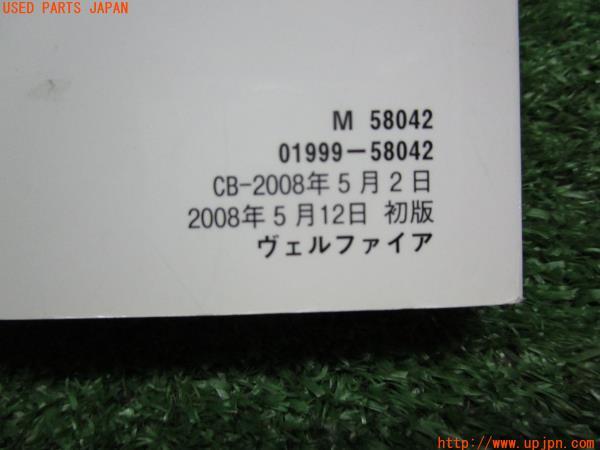 USED PARTS JAPAN
M 58042
01999-58042
CB-2008年5月2日
2008年5月12日 初版
ヴェルファイア
http://www.upjpn.com/